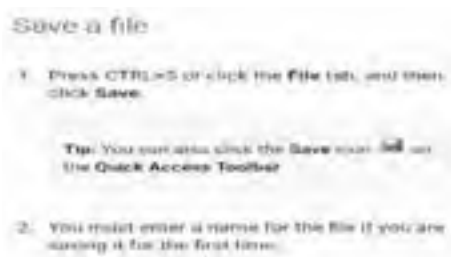 Save a file
1. Press CTRL+S or click the File tab, and then
click Save.
Tip: You can also click the Save icon on
the Quick Access Toolbar
2. You must enter a name for the file if you are
saving it for the first time.